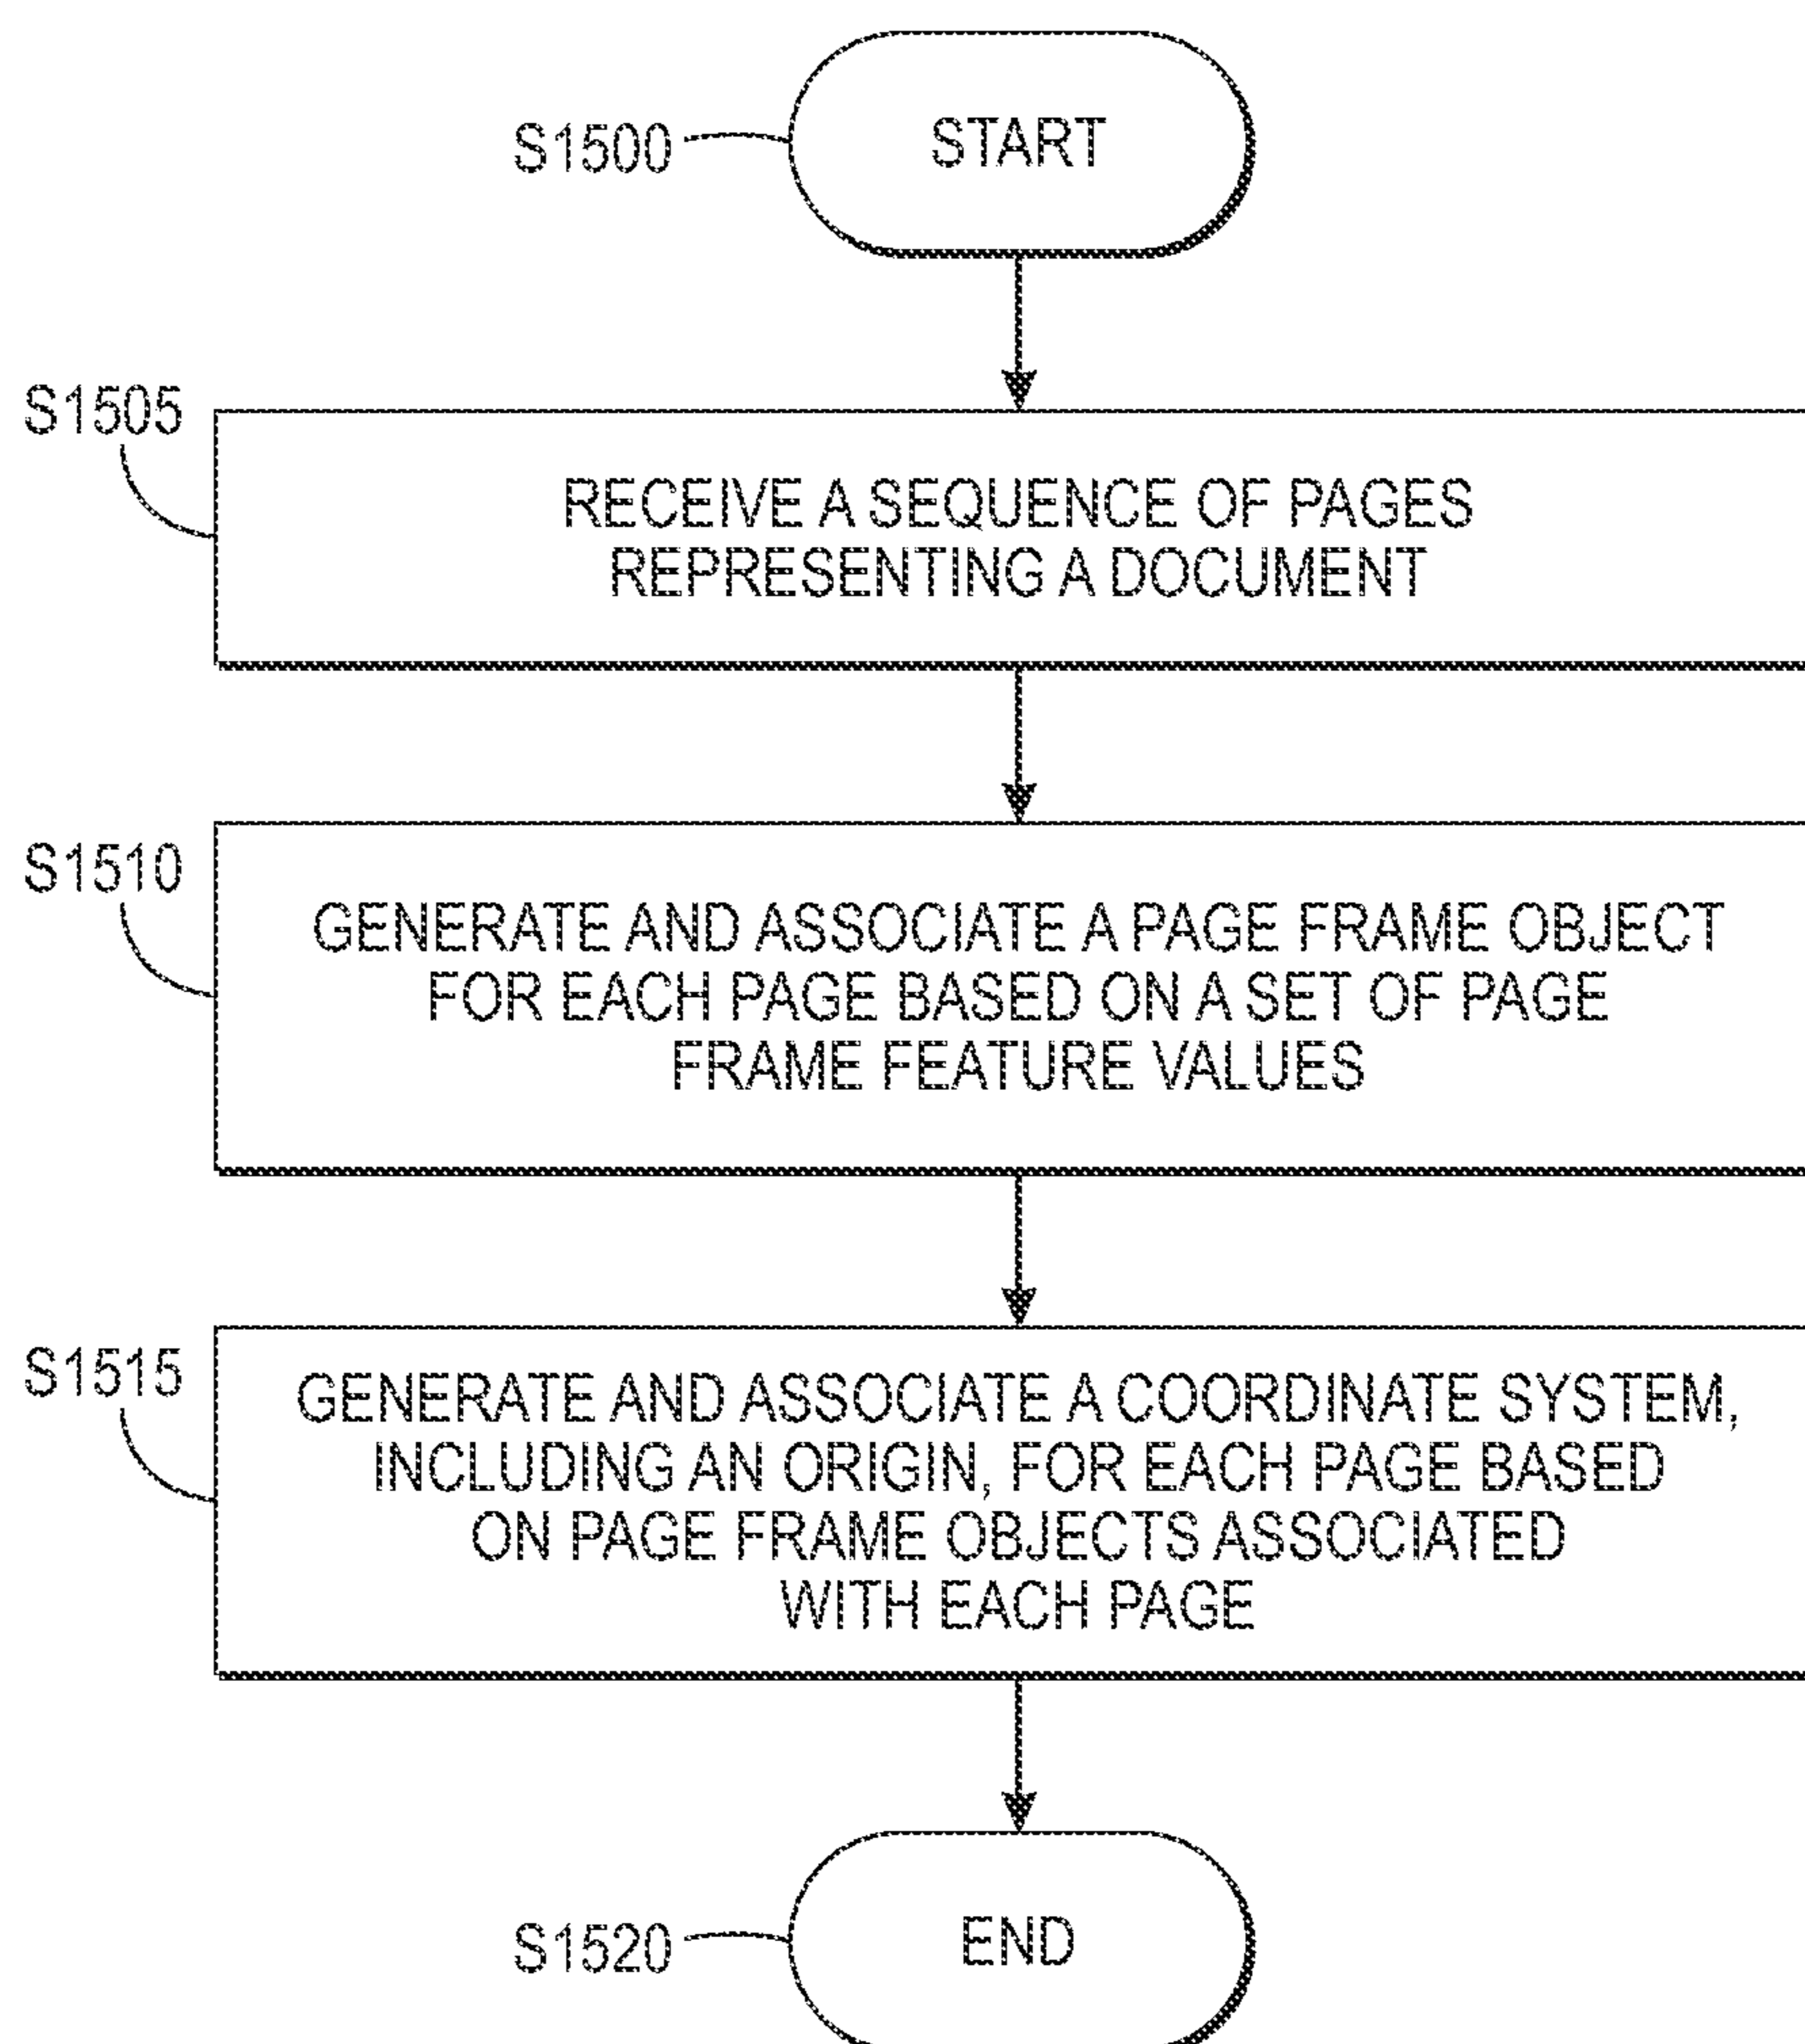 S1500
START
S1505
RECEIVE A SEQUENCE OF PAGES
REPRESENTING A DOCUMENT
S1510
GENERATE AND ASSOCIATE A PAGE FRAME OBJECT
FOR EACH PAGE BASED ON A SET OF PAGE
FRAME FEATURE VALUES
S1515
GENERATE AND ASSOCIATE A COORDINATE SYSTEM,
INCLUDING AN ORIGIN, FOR EACH PAGE BASED
ON PAGE FRAME OBJECTS ASSOCIATED
WITH EACH PAGE
S1520
END